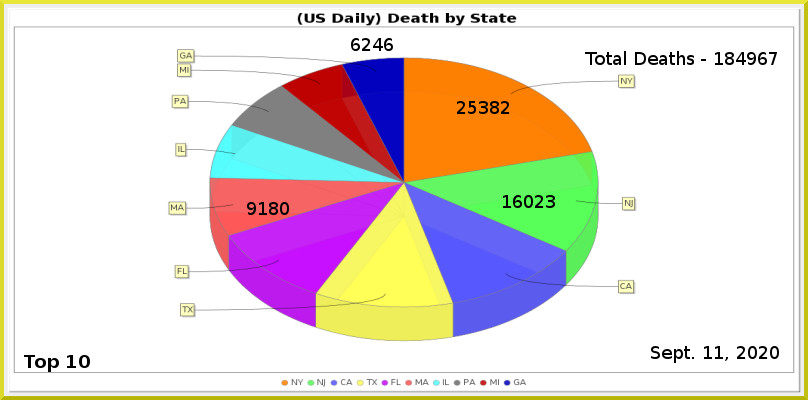 (US Daily) Death by State
Total Deaths - 184967
6246
GA
MI
NY
PA
25382
IL
16023
NJ
MA
9180
FL
CA
TX
Sept. 11, 2020
Top 10
NY NJ CA TX FL MA IL PA MI GA